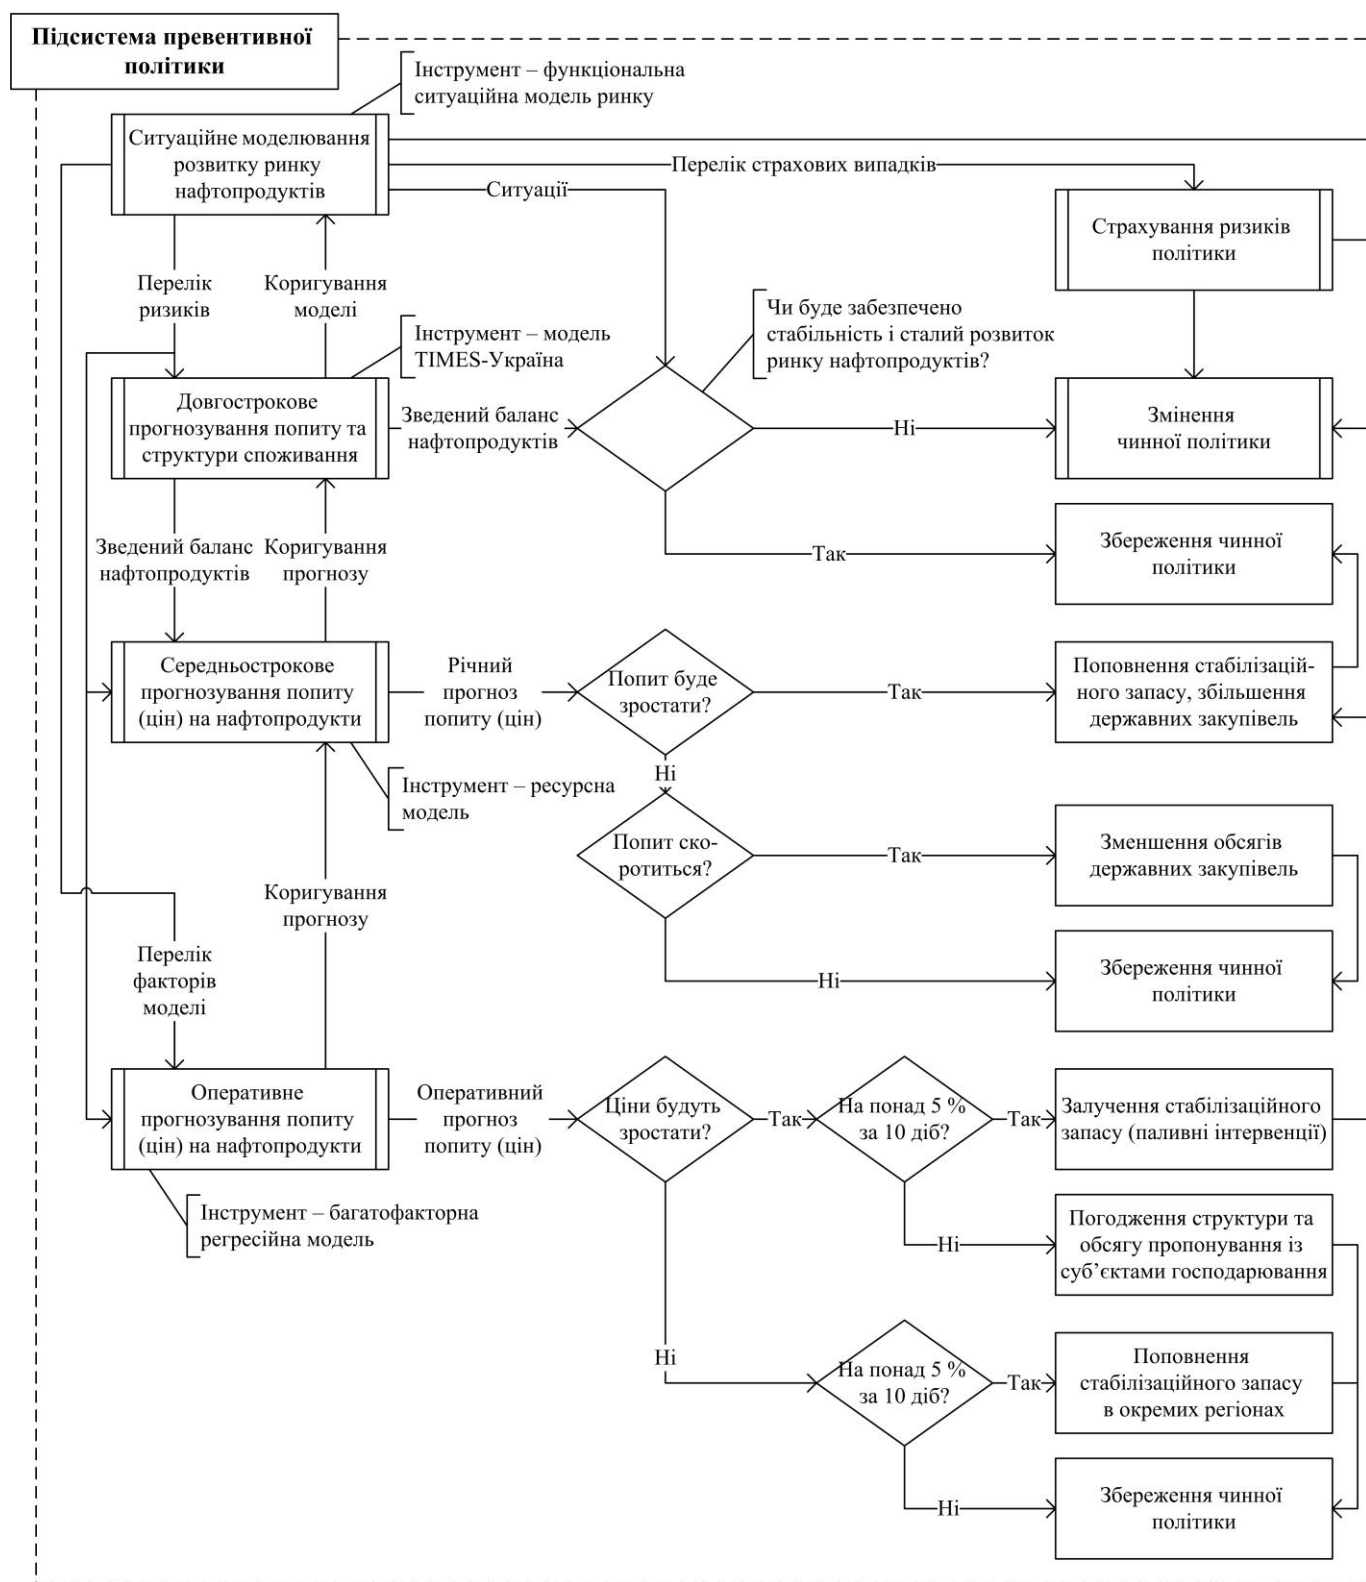 Підсистема превентивної
політики
Інструмент – функціональна
ситуаційна модель ринку
Ситуаційне моделювання
розвитку ринку
нафтопродуктів
Перелік страхових випадків
Ситуації
Страхування ризиків
політики
Перелік
ризиків
Коригування
моделі
Інструмент – модель
TIMES-Україна
Чи буде забезпечено
стабільність і сталий розвиток
ринку нафтопродуктів?
Довгострокове
прогнозування попиту та
структури споживання
Зведений баланс
нафтопродуктів
Ні
Змінення
чинної політики
Так
Збереження чинної
політики
Зведений баланс
нафтопродуктів
Коригування
прогнозу
Середньострокове
прогнозування попиту
(цін) на нафтопродукти
Річний
прогноз
попиту (цін)
Попит буде
зростати?
Так
Поповнення стабілізацій-
ного запасу, збільшення
державних закупівель
Ні
Інструмент – ресурсна
модель
Попит ско-
ротиться?
Так
Зменшення обсягів
державних закупівель
Коригування
прогнозу
Ні
Збереження чинної
політики
Перелік
факторів
моделі
Оперативне
прогнозування попиту
(цін) на нафтопродукти
Оперативний
прогноз
попиту (цін)
Ціни будуть
зростати?
Так
На понад 5 %
за 10 діб?
Так
Залучення стабілізаційного
запасу (паливні інтервенції)
Інструмент – багатофакторна
регресійна модель
Ні
Погодження структури та
обсягу пропонування із
суб’єктами господарювання
Ні
На понад 5 %
за 10 діб?
Так
Поповнення
стабілізаційного запасу
в окремих регіонах
Ні
Збереження чинної
політики